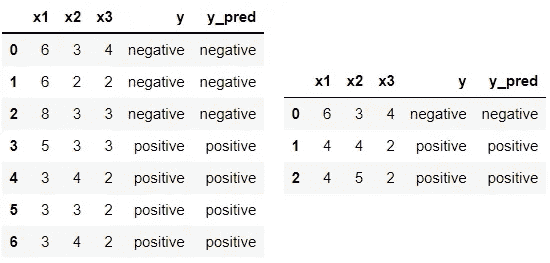 x1 x2 x3 y y_pred
0 6 3 4 negative negative
1 6 2 2 negative negative
2 8 3 3 negative negative
3 5 3 3 positive positive
4 3 4 2 positive positive
5 3 3 2 positive positive
6 3 4 2 positive positive
x1 x2 x3 y y_pred
0 6 3 4 negative negative
1 4 4 2 positive positive
2 4 5 2 positive positive